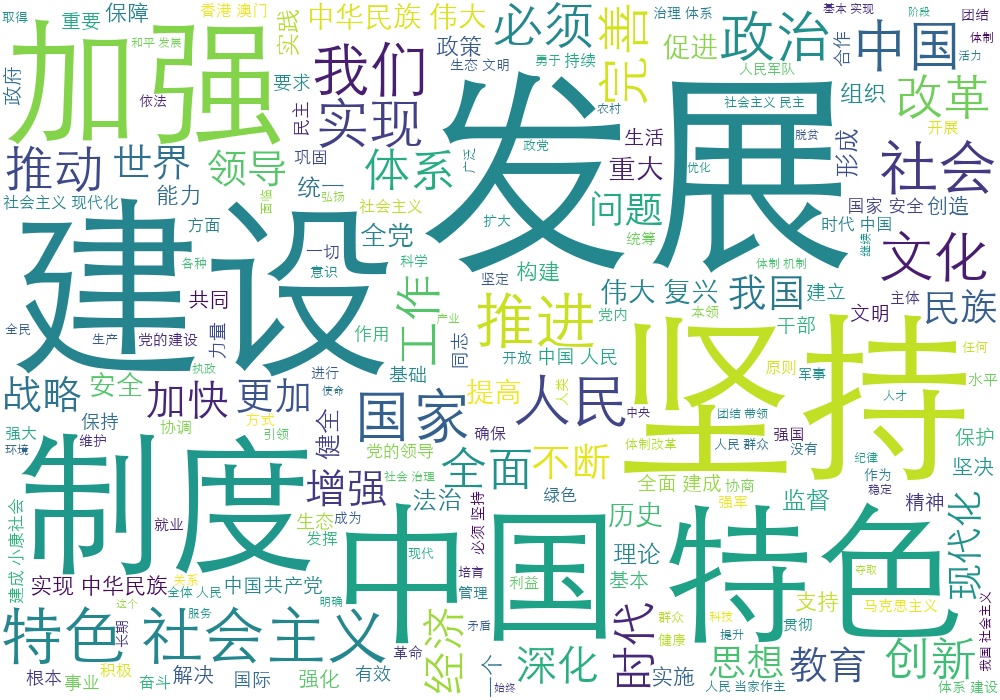 取得
重要 保障
香港 澳门
实践
中华民族 伟大
必须
完善
治理 体系
基本 实现
阶段
团结
体制
活力
加强
和平 发展
政府
依法
要求
民主
我们
政策
生态 文明
勇于 持续
促进
政治
人民军队
合作
中国
发展
实现
农村
社会主义 民主
组织
改革
开展
推动
世界
领导
巩固
体系
广泛
政党
生活
重大
优化
脱贫
形成
社会
能力
统一
弘扬
面临
社会主义 现代化
社会主义
扩大
问题
国家 安全
创造
建设
方面
全党
一切
意识
科学
坚定
统筹
时代 中国
继续
文化
各种
构建
体制 机制
共同
工作
推进
伟大 复兴
我国
建立
主体
文明
民族
本领
党内
干部
全民
生产
党的建设
力量
作用
产业
同志
开放
中国 人民
坚持
任何
原则
军事
水平
执政
进行
使命
基础
战略
安全
加快
更加
国家
提高
人民
人类
人才
保持
协调
方式
引领
健全
中央
团结 带领
强大
维护
环境
党的领导
确保
体制改革
人民 群众
强国
没有
保护
制度
增强
社会 治理
全面
不断
纪律
作为
稳定
坚决
全面 建成
协商
强军
监督
精神
法治
绿色
建成 小康社会
就业
生态
成为
发挥
中国特色
必须 坚持
历史
现代化
现代
理论
夺取
实现 中华民族
关系
全体 人民
中国共产党
明确
培育
管理
利益
基本
支持
马克思主义
我国 社会主义
特色 社会主义
这个
服务
长期
经济
矛盾
时代
群众
科技
健康
提升
贯彻
根本
事业
积极
奋斗
解决
国际
强化
有效
革命
一个
始终
深化
实施
思想
人民 当家作主
教育
创新
体系 建设